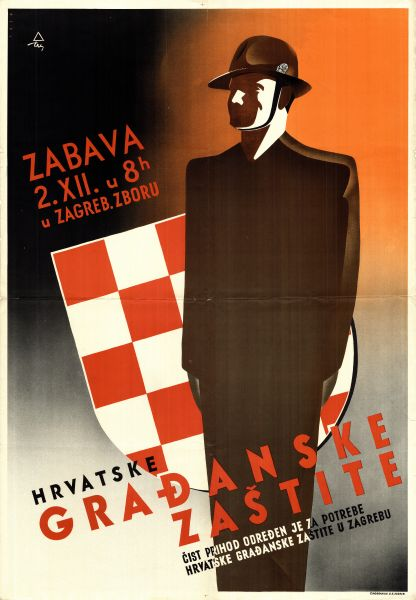 ZABAVA
2. XII. u 8h
u ZAGREB. ZBORU
HRVATSKE
GRAĐANSKE
ZAŠTITE
ČIST PRIHOD ODREĐEN JE ZA POTREBE
HRVATSKE GRAĐANSKE ZAŠTITE U ZAGREBU